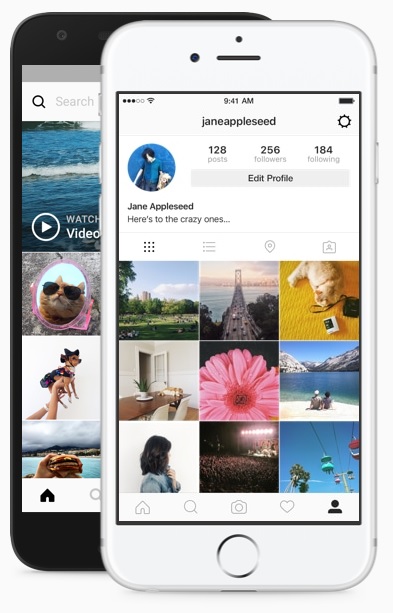 Search
WATCH
Video
9:41 AM
janeappleseed
128
256
184
posts
followers
following
Edit Profile
Jane Appleseed
Here's to the crazy ones...